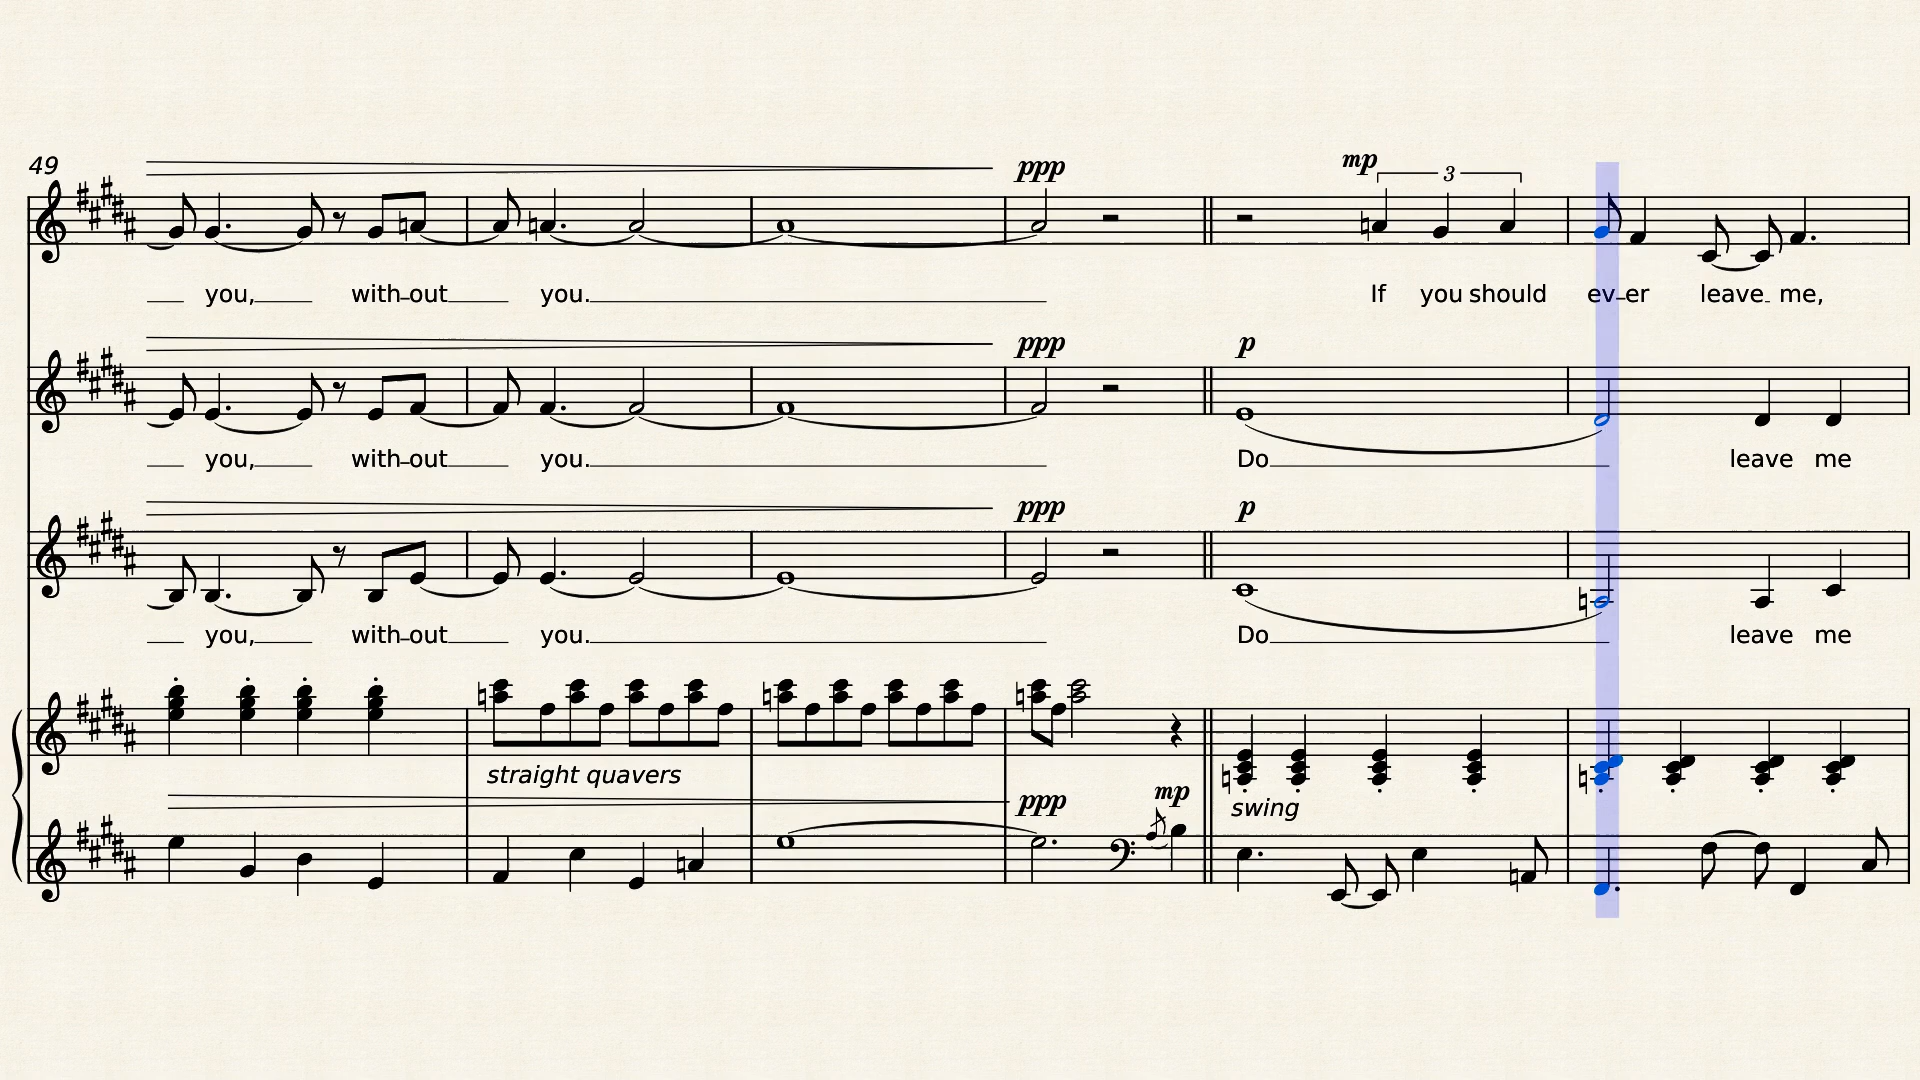 49
ppp
mp
3
you, with-out you. If you should ev-er leave me,
ppp
p
you, with-out you. Do leave me
ppp
p
you, with-out you. Do leave me
straight quavers
ppp
mp
swing